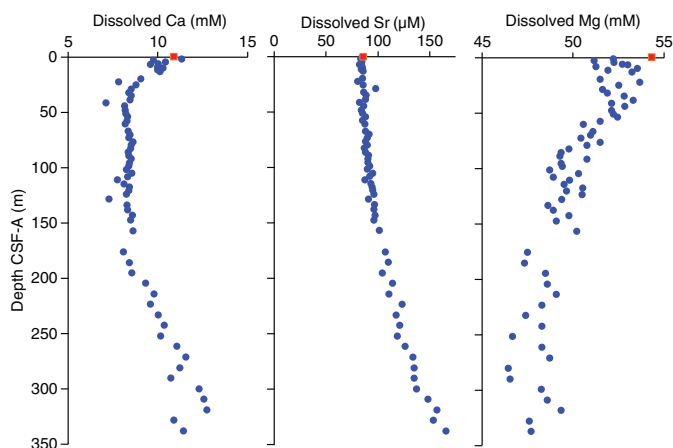 Dissolved Ca (mM)
5 10 15
Dissolved Sr (µM)
0 50 100 150
Dissolved Mg (mM)
45 50 55
Depth CSF-A (m)
0
50
100
150
200
250
300
350